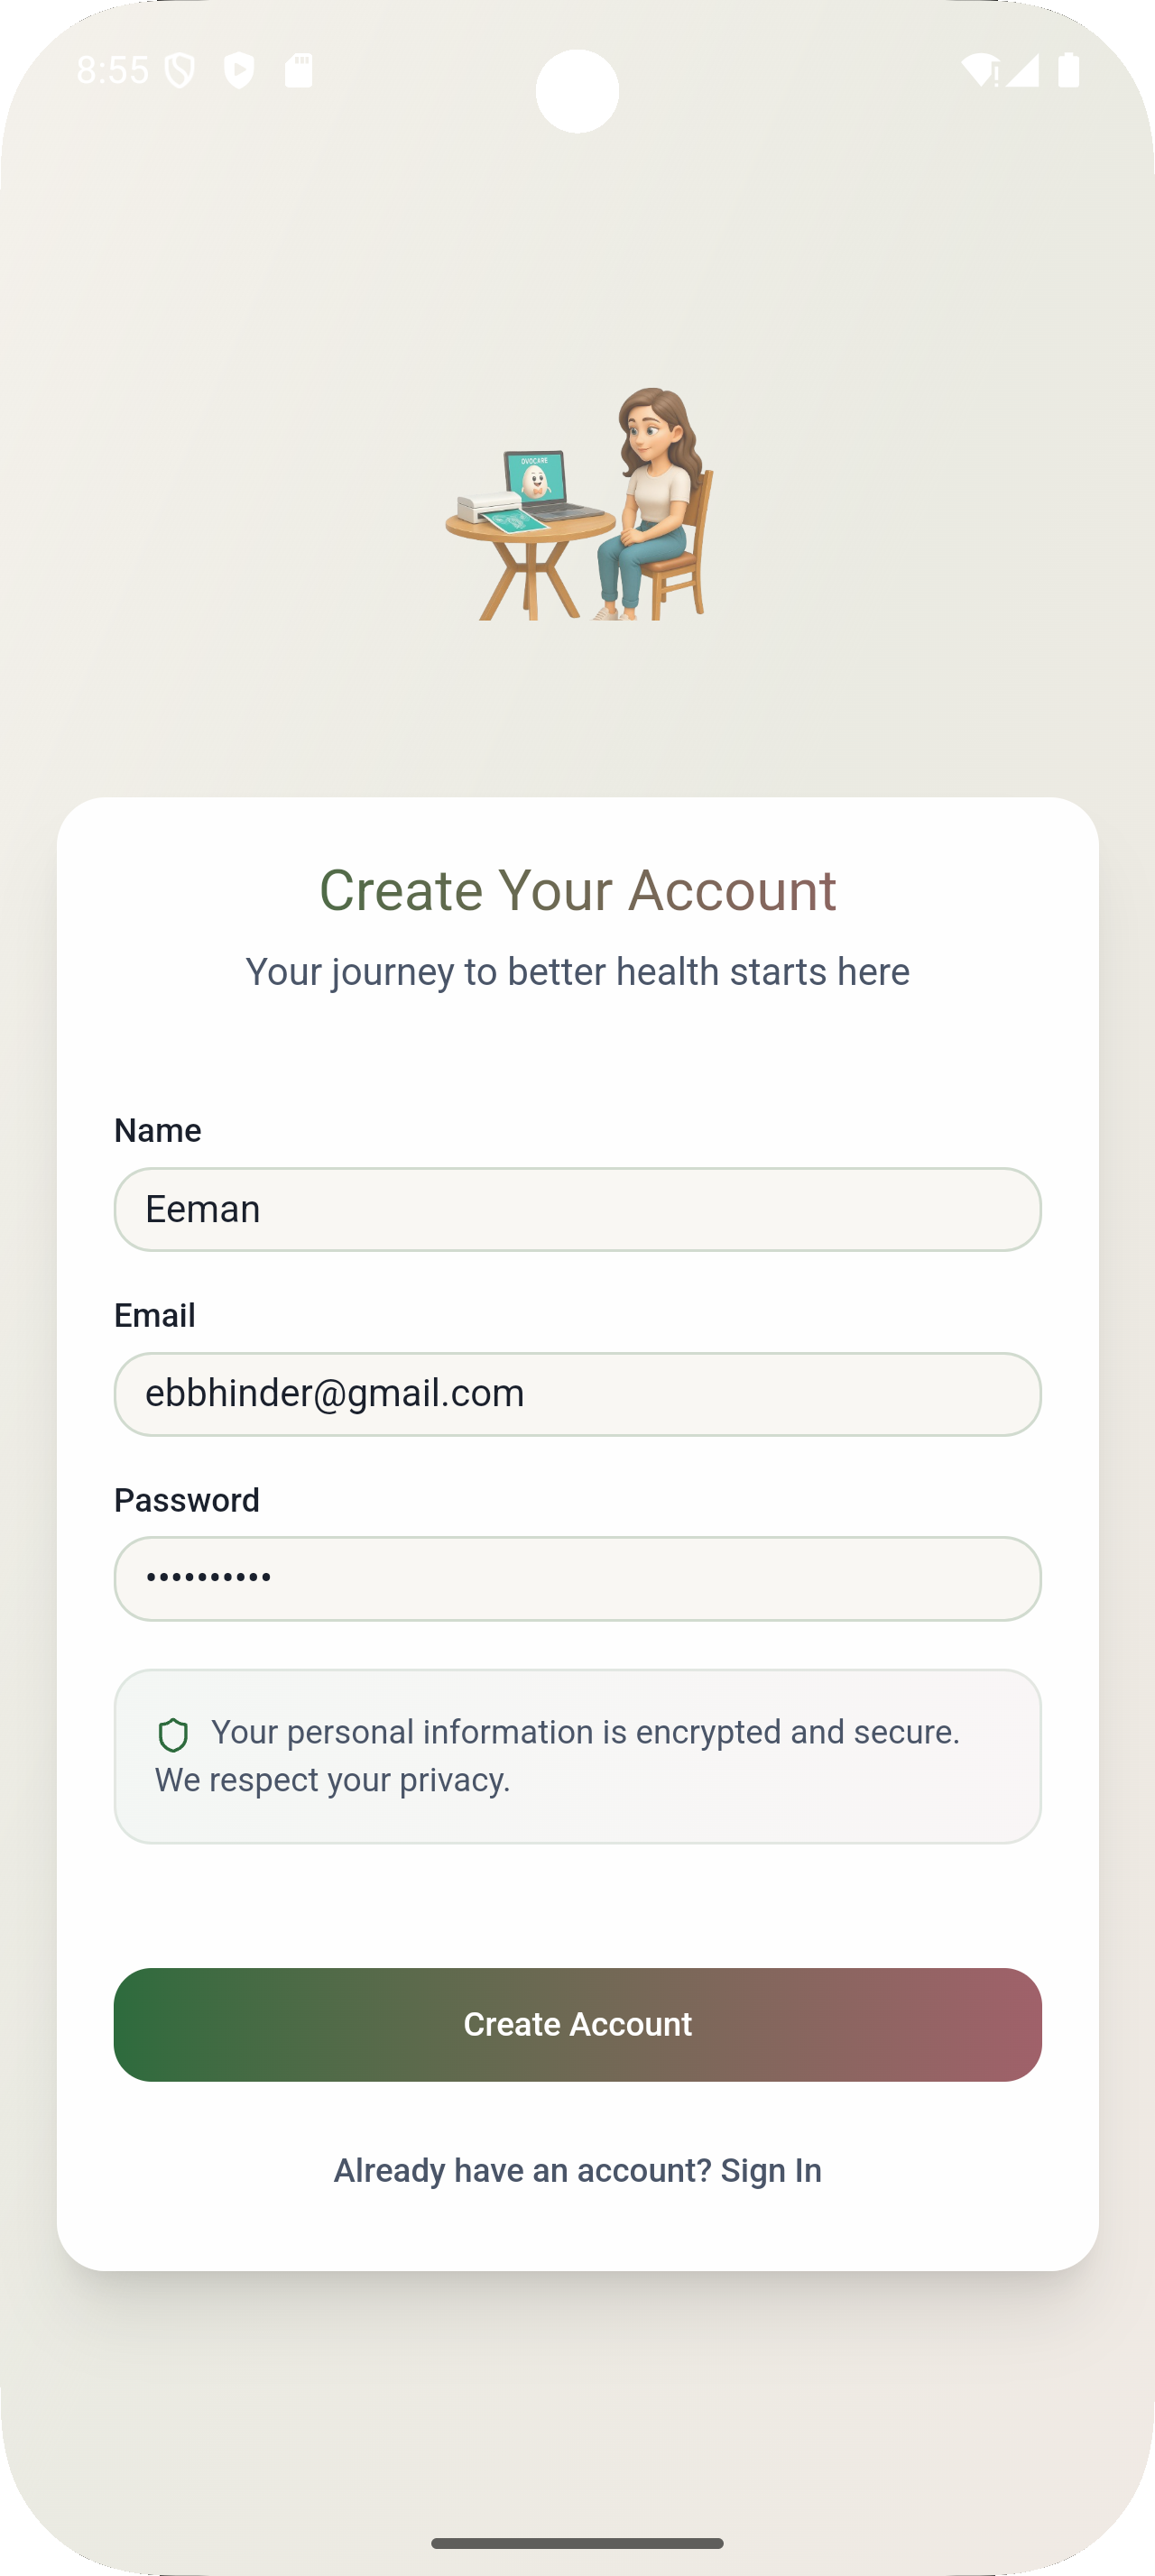 8:55
OVOCARE
Create Your Account
Your journey to better health starts here
Name
Eeman
Email
ebbhinder@gmail.com
Password
••••••••••
Your personal information is encrypted and secure.
We respect your privacy.
Create Account
Already have an account? Sign In